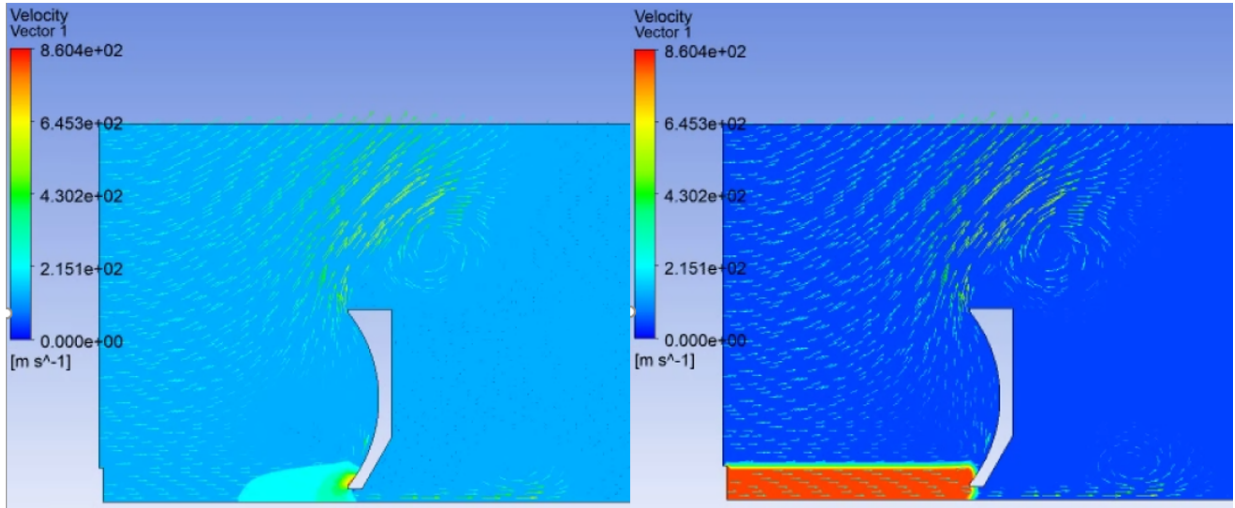 Velocity
Vector 1
8.604e+02
6.453e+02
4.302e+02
2.151e+02
0.000e+00
[m s^-1]
Velocity
Vector 1
8.604e+02
6.453e+02
4.302e+02
2.151e+02
0.000e+00
[m s^-1]